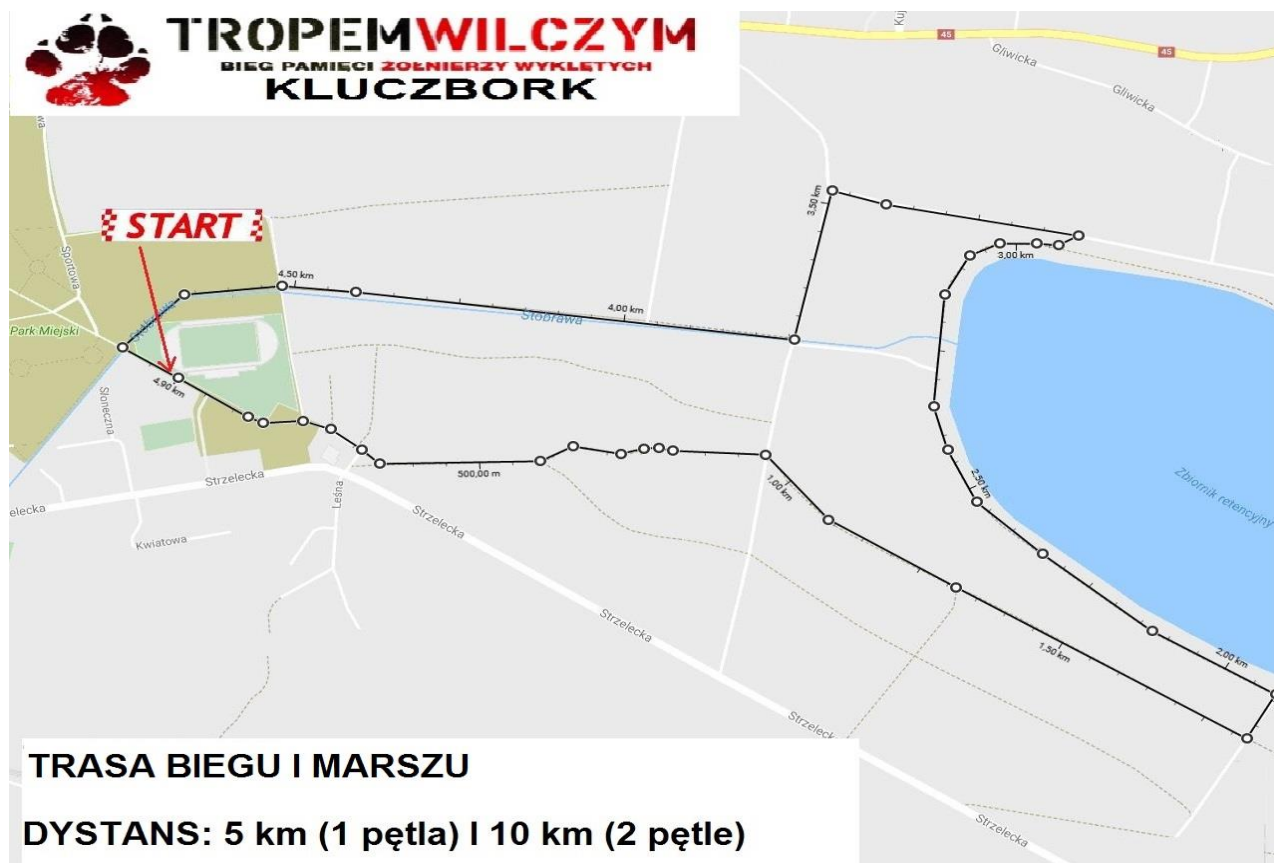 TROPEMWILCZYM
BIEG PAMIĘCI ŻOŁNIERZY WYKLĘTYCH
KLUCZBORK
45
45
Gliwicka
Gliwicka
START
Sportowa
Park Miejski
Stobrawa
4,50 km
4,00 km
Stobrawa
3,50 km
3,00 km
4,90 km
Słoneczna
Strzelecka
Leśna
Kwiatowa
500,00 m
1,00 km
2,50 km
Zbiornik retencyjny
Strzelecka
Strzelecka
1,50 km
2,00 km
Strzelecka
Strzelecka
TRASA BIEGU I MARSZU
DYSTANS: 5 km (1 pętla) I 10 km (2 pętle)